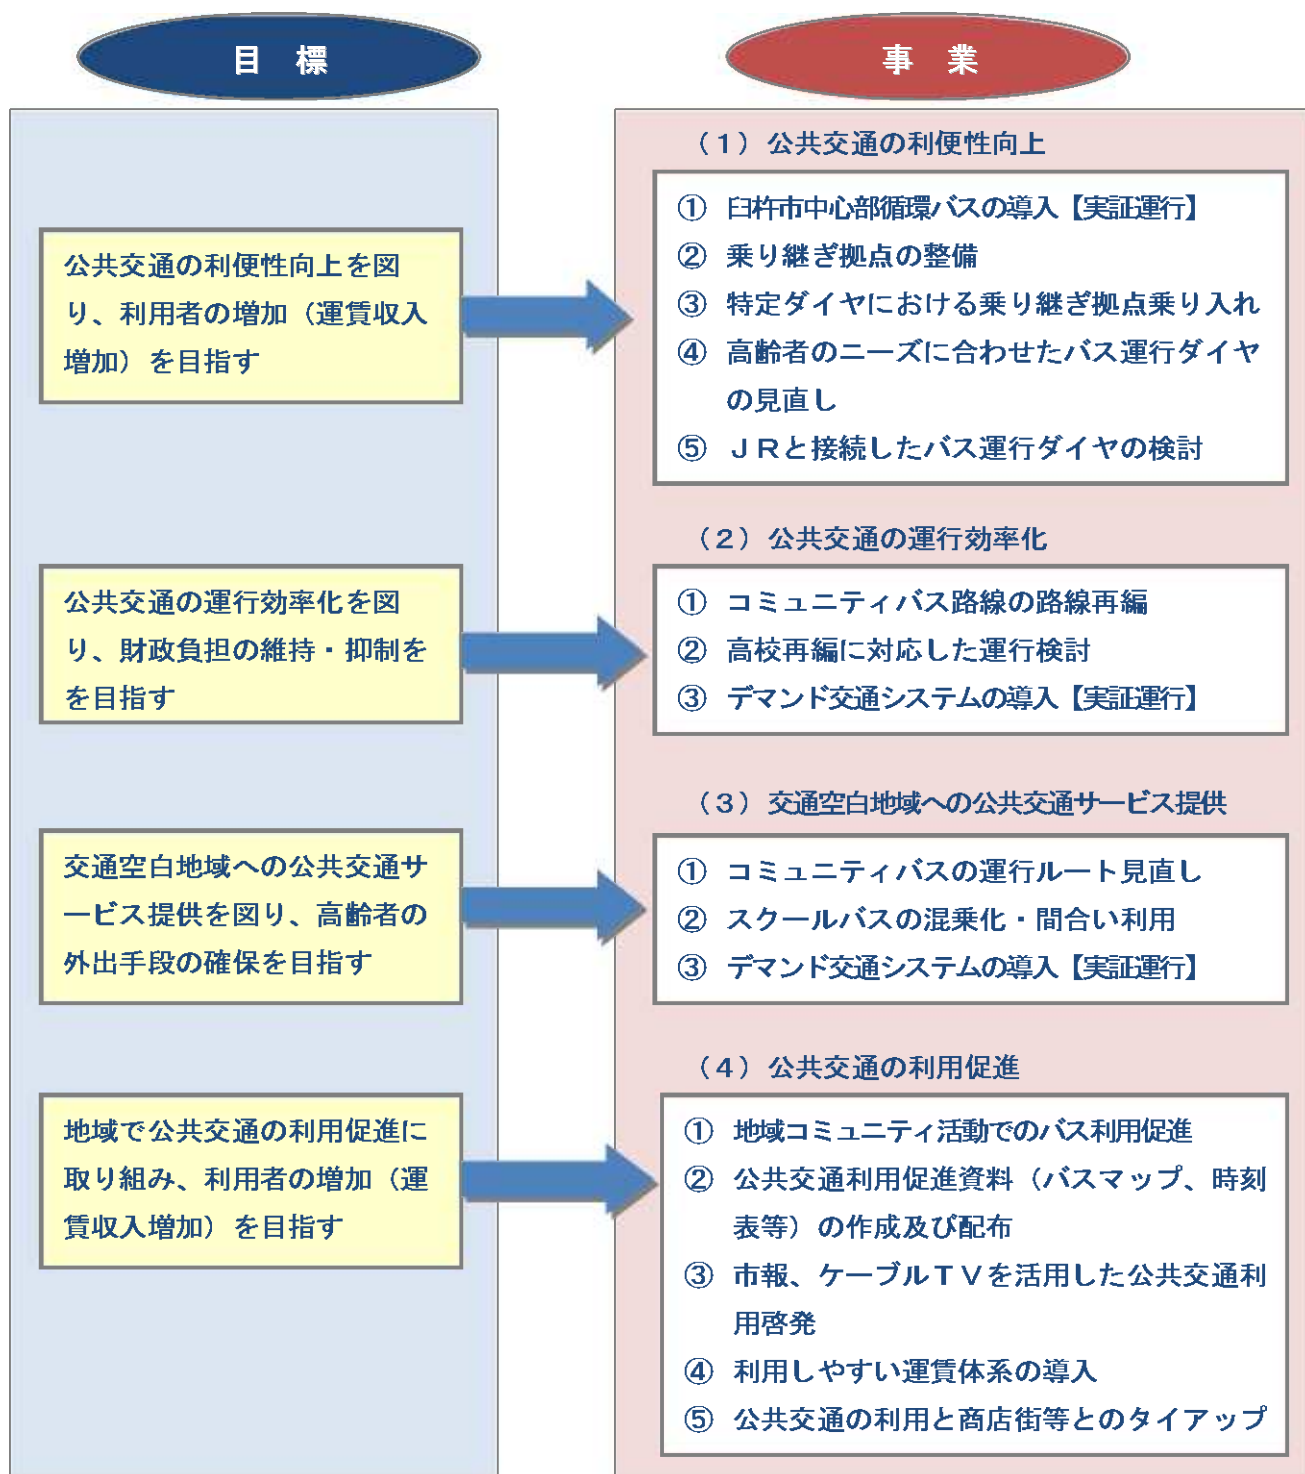 目 標
事 業
公共交通の利便性向上を図
り、利用者の増加（運賃収入
増加）を目指す
（１）公共交通の利便性向上
① 臼杵市中心部循環バスの導入【実証運行】
② 乗り継ぎ拠点の整備
③ 特定ダイヤにおける乗り継ぎ拠点乗り入れ
④ 高齢者のニーズに合わせたバス運行ダイヤ
の見直し
⑤ ＪＲと接続したバス運行ダイヤの検討
公共交通の運行効率化を図
り、財政負担の維持・抑制を
を目指す
（２）公共交通の運行効率化
① コミュニティバス路線の路線再編
② 高校再編に対応した運行検討
③ デマンド交通システムの導入【実証運行】
交通空白地域への公共交通サ
ービス提供を図り、高齢者の
外出手段の確保を目指す
（３）交通空白地域への公共交通サービス提供
① コミュニティバスの運行ルート見直し
② スクールバスの混乗化・間合い利用
③ デマンド交通システムの導入【実証運行】
地域で公共交通の利用促進に
取り組み、利用者の増加（運
賃収入増加）を目指す
（４）公共交通の利用促進
① 地域コミュニティ活動でのバス利用促進
② 公共交通利用促進資料（バスマップ、時刻
表等）の作成及び配布
③ 市報、ケーブルＴＶを活用した公共交通利
用啓発
④ 利用しやすい運賃体系の導入
⑤ 公共交通の利用と商店街等とのタイアップ